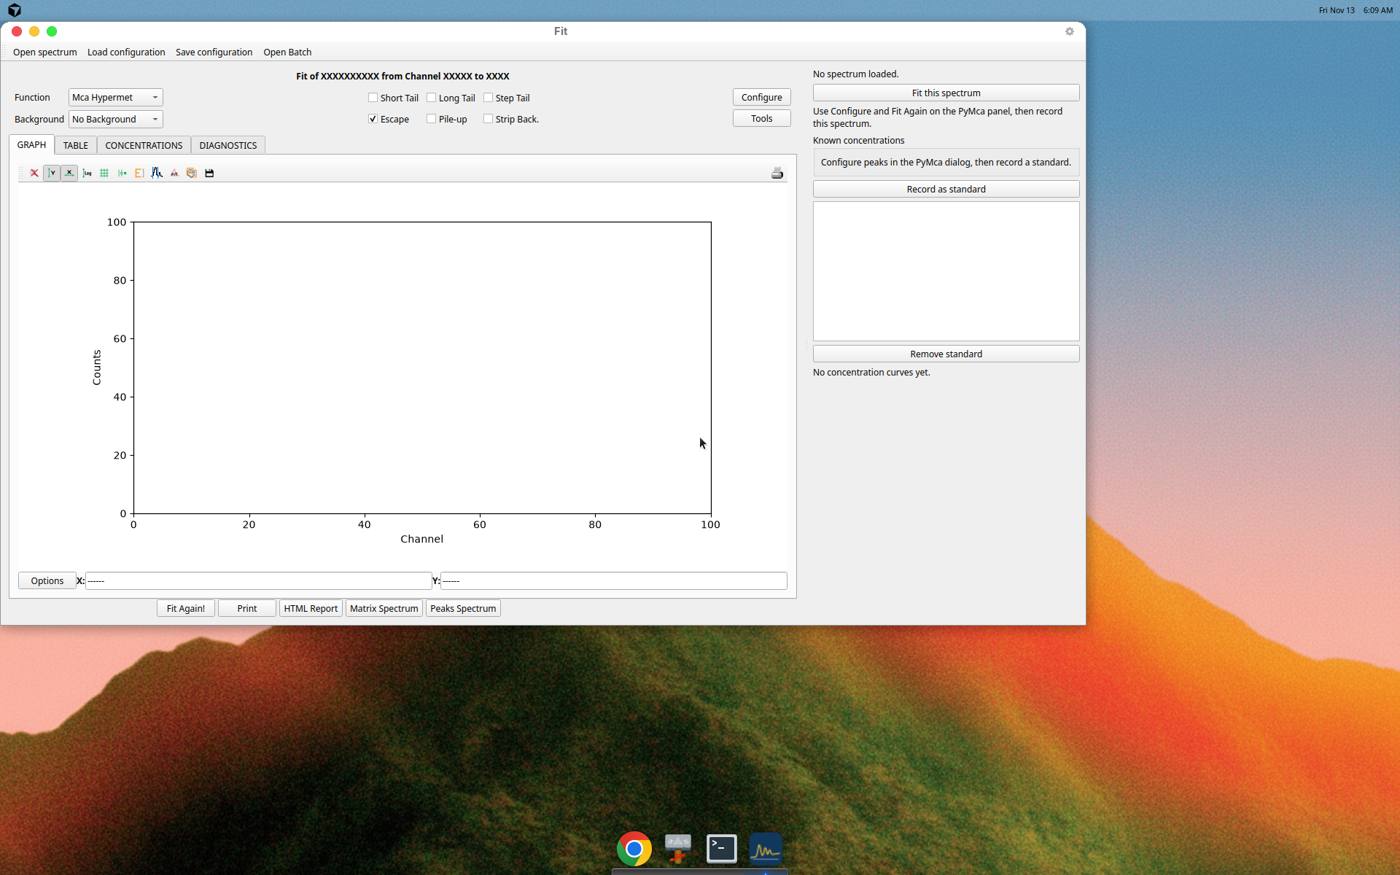 Fri Nov 13 6:09 AM
Fit
Open spectrum Load configuration Save configuration Open Batch
Fit of XXXXXXXXXX from Channel XXXXX to XXXX
Function Mca Hypermet Short Tail Long Tail Step Tail Configure
Background No Background Escape Pile-up Strip Back. Tools
GRAPH TABLE CONCENTRATIONS DIAGNOSTICS
Y X Log
100
80
60
40
20
0
Counts
0 20 40 60 80 100
Channel
Options X: ------ Y: ------
Fit Again! Print HTML Report Matrix Spectrum Peaks Spectrum
No spectrum loaded.
Fit this spectrum
Use Configure and Fit Again on the PyMca panel, then record
this spectrum.
Known concentrations
Configure peaks in the PyMca dialog, then record a standard.
Record as standard
Remove standard
No concentration curves yet.